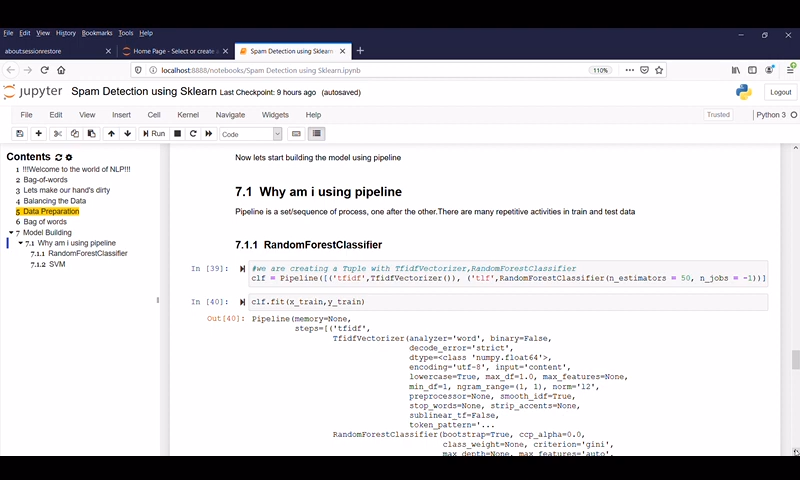 File Edit View History Bookmarks Tools Help
about:sessionrestore
Home Page - Select or create a
Spam Detection using Sklearn
localhost:8888/notebooks/Spam Detection using Sklearn.ipynb
110%
jupyter Spam Detection using Sklearn Last Checkpoint: 9 hours ago (autosaved)
Logout
File Edit View Insert Cell Kernel Navigate Widgets Help
Trusted
Python 3
Run
Code
Contents
1 !!!Welcome to the world of NLP!!!
2 Bag-of-words
3 Lets make our hand's dirty
4 Balancing the Data
5 Data Preparation
6 Bag of words
7 Model Building
7.1 Why am i using pipeline
7.1.1 RandomForestClassifier
7.1.2 SVM
Now lets start building the model using pipeline
7.1 Why am i using pipeline
Pipeline is a set/sequence of process, one after the other.There are many repetitive activities in train and test data
7.1.1 RandomForestClassifier
In [39]:
#we are creating a Tuple with TfidfVectorizer,RandomForestClassifier
clf = Pipeline([('tfidf',TfidfVectorizer()), ('tlf',RandomForestClassifier(n_estimators = 50, n_jobs = -1))]
In [40]:
clf.fit(x_train,y_train)
Out[40]: Pipeline(memory=None,
steps=[('tfidf',
TfidfVectorizer(analyzer='word', binary=False,
decode_error='strict',
dtype=<class 'numpy.float64'>,
encoding='utf-8', input='content',
lowercase=True, max_df=1.0, max_features=None,
min_df=1, ngram_range=(1, 1), norm='l2',
preprocessor=None, smooth_idf=True,
stop_words=None, strip_accents=None,
sublinear_tf=False,
token_pattern='...
RandomForestClassifier(bootstrap=True, ccp_alpha=0.0,
class_weight=None, criterion='gini',
max_depth=None, max_features='auto',